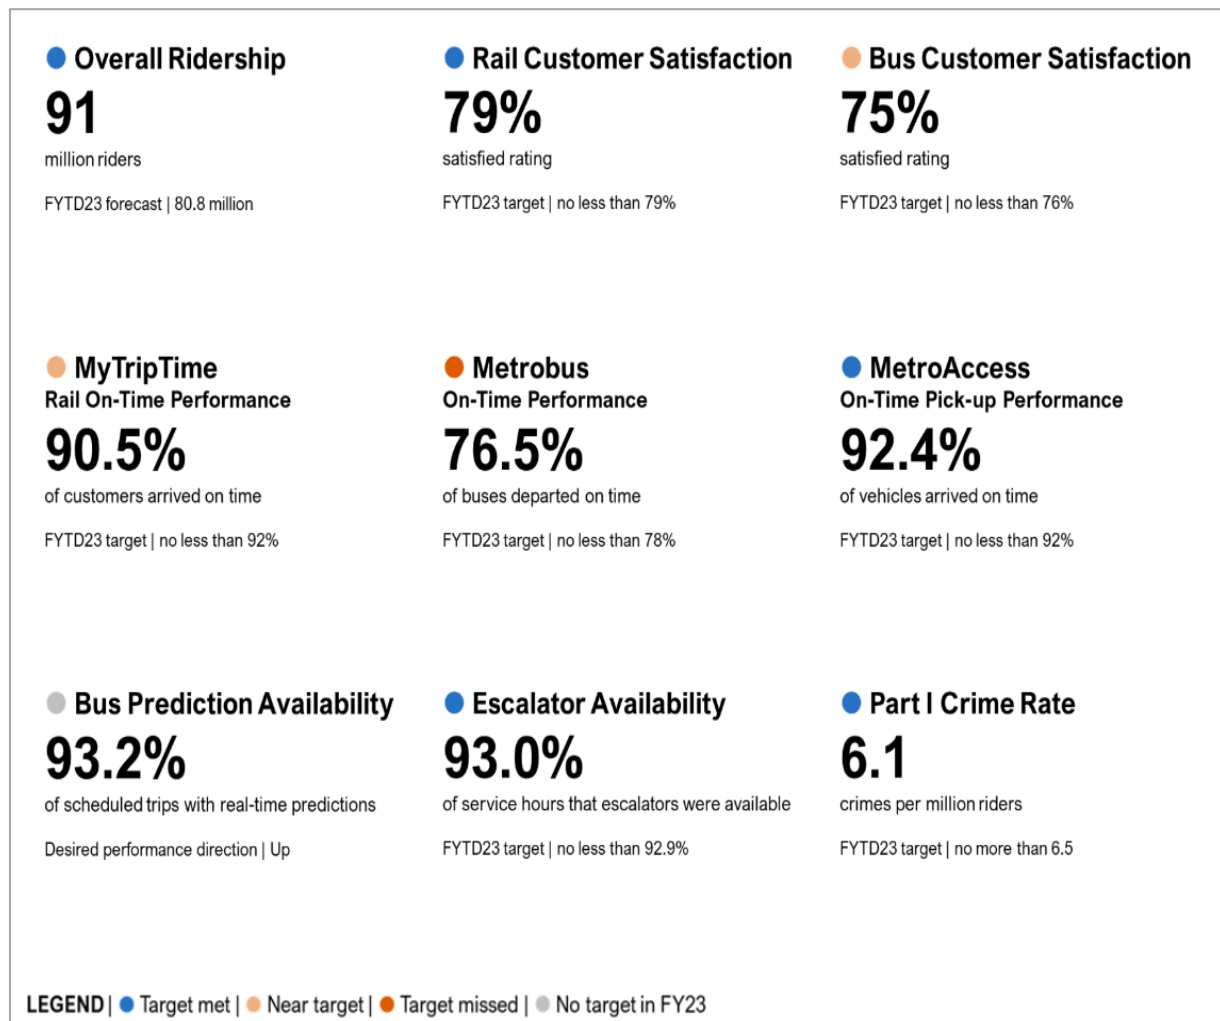 Overall Ridership
91
million riders
FYTD23 forecast | 80.8 million
Rail Customer Satisfaction
79%
satisfied rating
FYTD23 target | no less than 79%
Bus Customer Satisfaction
75%
satisfied rating
FYTD23 target | no less than 76%
MyTripTime
Rail On-Time Performance
90.5%
of customers arrived on time
FYTD23 target | no less than 92%
Metrobus
On-Time Performance
76.5%
of buses departed on time
FYTD23 target | no less than 78%
MetroAccess
On-Time Pick-up Performance
92.4%
of vehicles arrived on time
FYTD23 target | no less than 92%
Bus Prediction Availability
93.2%
of scheduled trips with real-time predictions
Desired performance direction | Up
Escalator Availability
93.0%
of service hours that escalators were available
FYTD23 target | no less than 92.9%
Part I Crime Rate
6.1
crimes per million riders
FYTD23 target | no more than 6.5
LEGEND | Target met | Near target | Target missed | No target in FY23